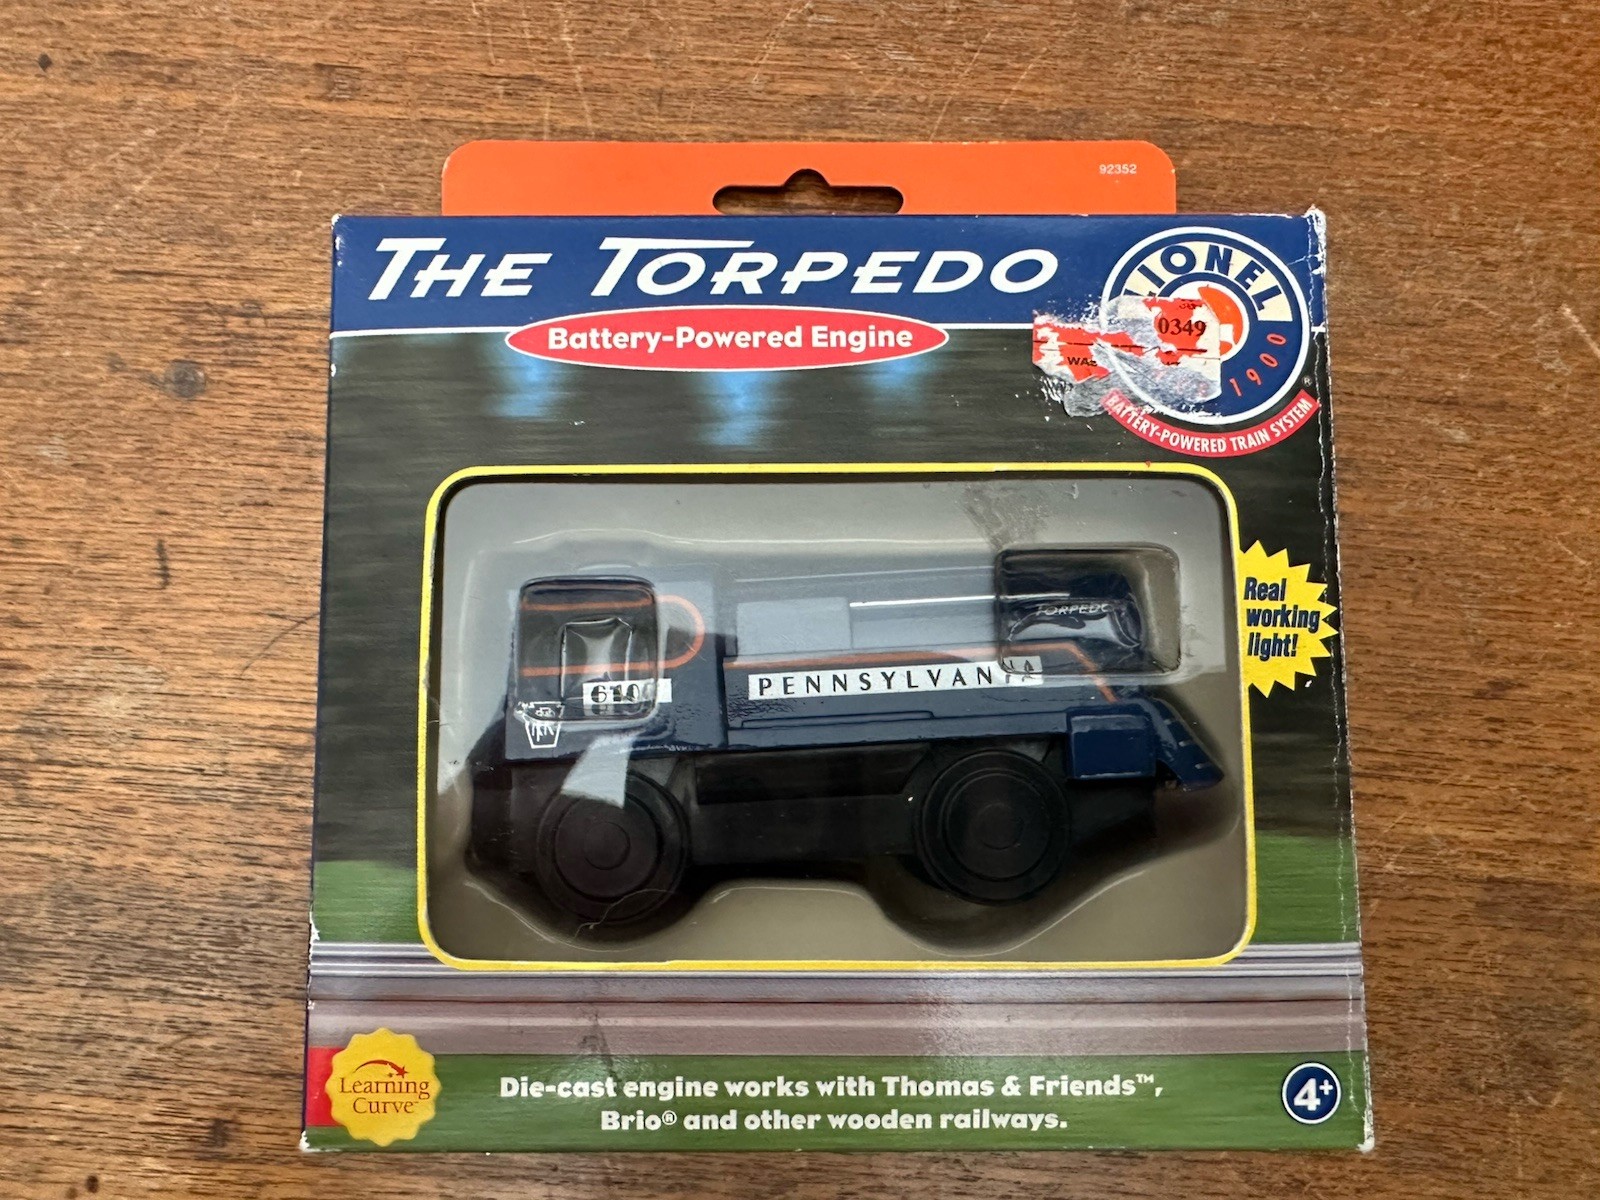 92352
THE TORPEDO
Battery-Powered Engine
LIONEL
1900
0349
BATTERY-POWERED TRAIN SYSTEM
Real
working
light!
TORPEDO
PENNSYLVANIA
Learning
Curve™
Die-cast engine works with Thomas & Friends™,
Brio® and other wooden railways.
4+